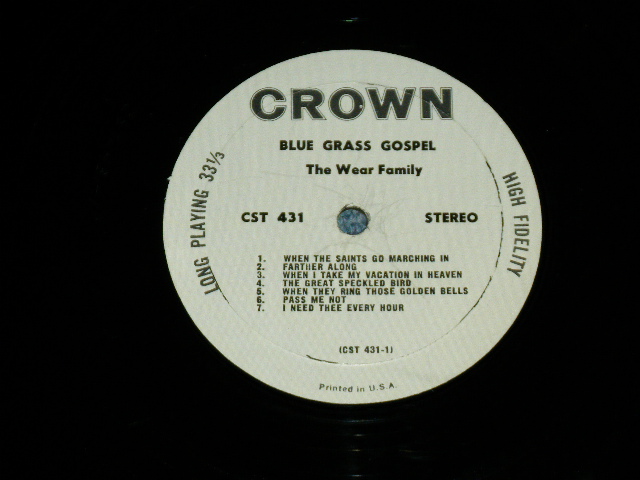 CROWN
BLUE GRASS GOSPEL
The Wear Family
CST 431 STEREO
LONG PLAYING 33⅓
HIGH FIDELITY
1. WHEN THE SAINTS GO MARCHING IN
2. FARTHER ALONG
3. WHEN I TAKE MY VACATION IN HEAVEN
4. THE GREAT SPECKLED BIRD
5. WHEN THEY RING THOSE GOLDEN BELLS
6. PASS ME NOT
7. I NEED THEE EVERY HOUR
(CST 431-1)
Printed in U.S.A.